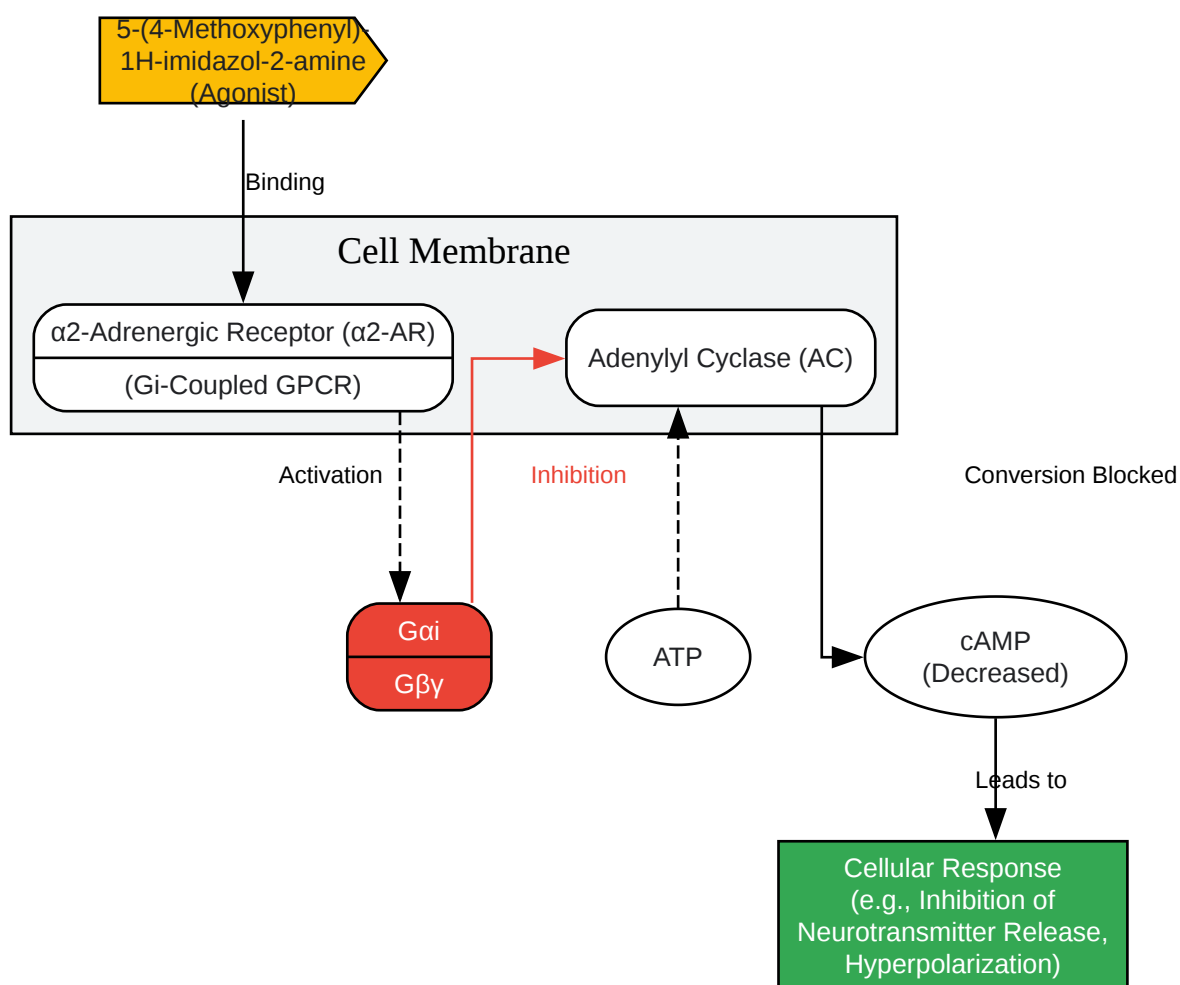 5-(4-Methoxyphenyl)-
1H-imidazol-2-amine
(Agonist)
Binding
Cell Membrane
α2-Adrenergic Receptor (α2-AR)
(Gi-Coupled GPCR)
Adenylyl Cyclase (AC)
Activation
Inhibition
Conversion Blocked
Gαi
Gβγ
ATP
cAMP
(Decreased)
Leads to
Cellular Response
(e.g., Inhibition of
Neurotransmitter Release,
Hyperpolarization)